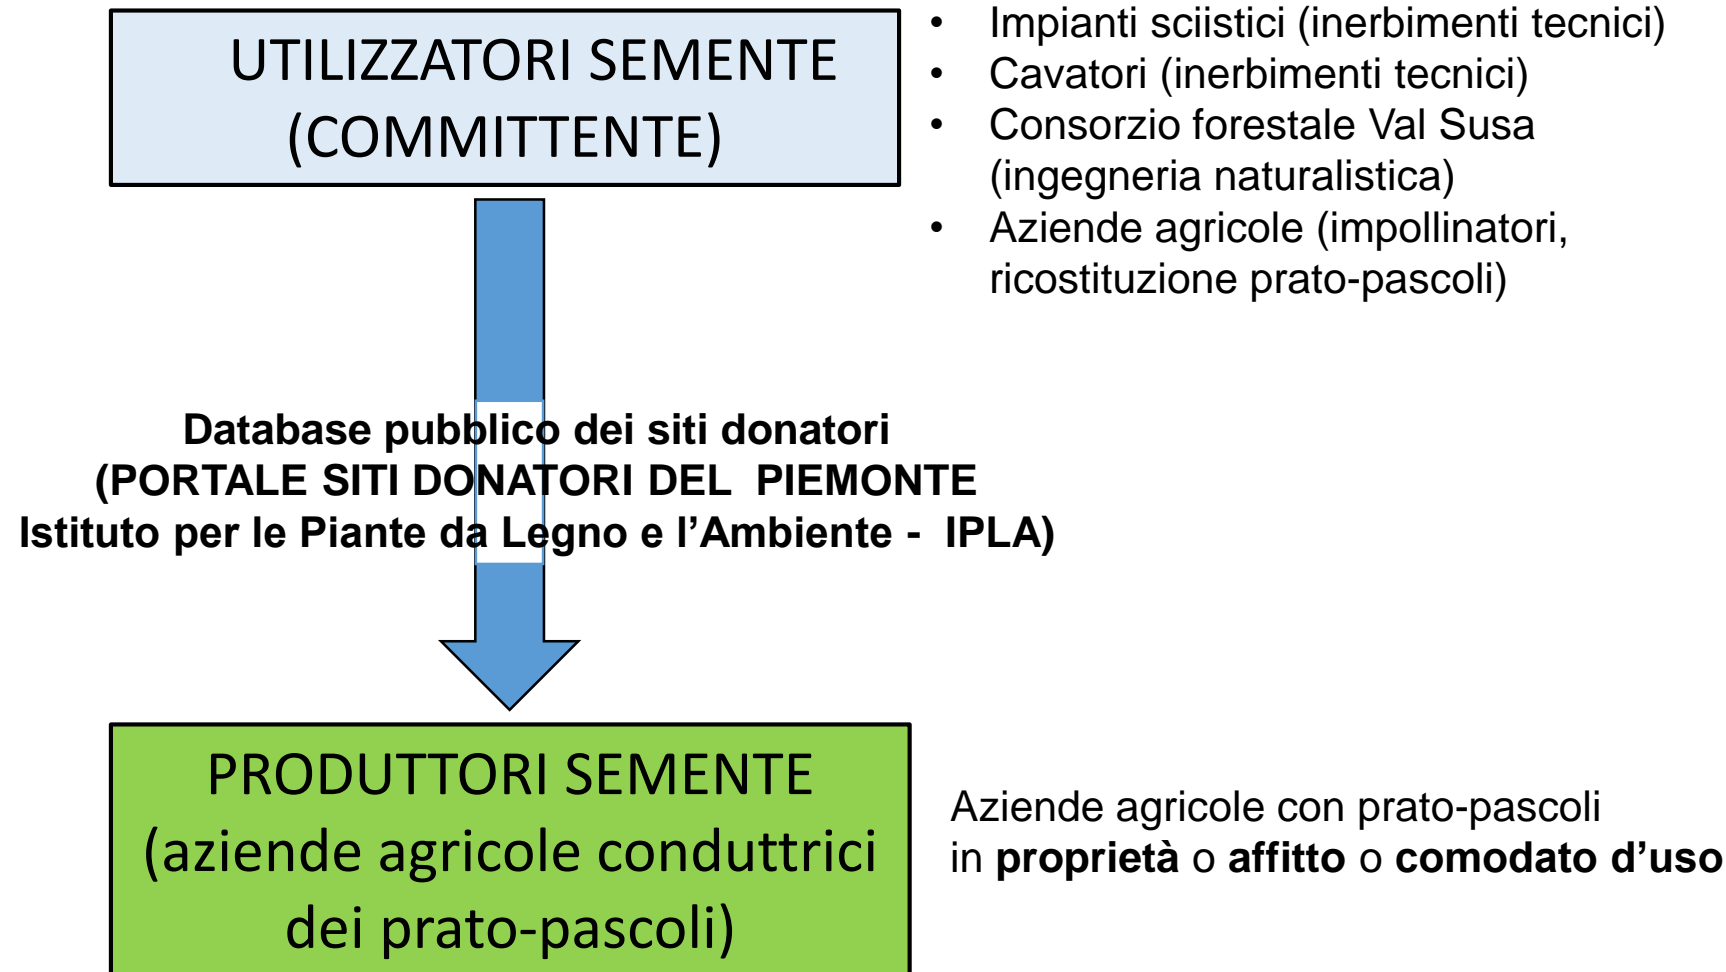 UTILIZZATORI SEMENTE
(COMMITTENTE)
• Impianti sciistici (inerbimenti tecnici)
• Cavatori (inerbimenti tecnici)
• Consorzio forestale Val Susa
(ingegneria naturalistica)
• Aziende agricole (impollinatori,
ricostituzione prato-pascoli)
Database pubblico dei siti donatori
(PORTALE SITI DONATORI DEL PIEMONTE
Istituto per le Piante da Legno e l’Ambiente - IPLA)
PRODUTTORI SEMENTE
(aziende agricole conduttrici
dei prato-pascoli)
Aziende agricole con prato-pascoli
in proprietà o affitto o comodato d’uso